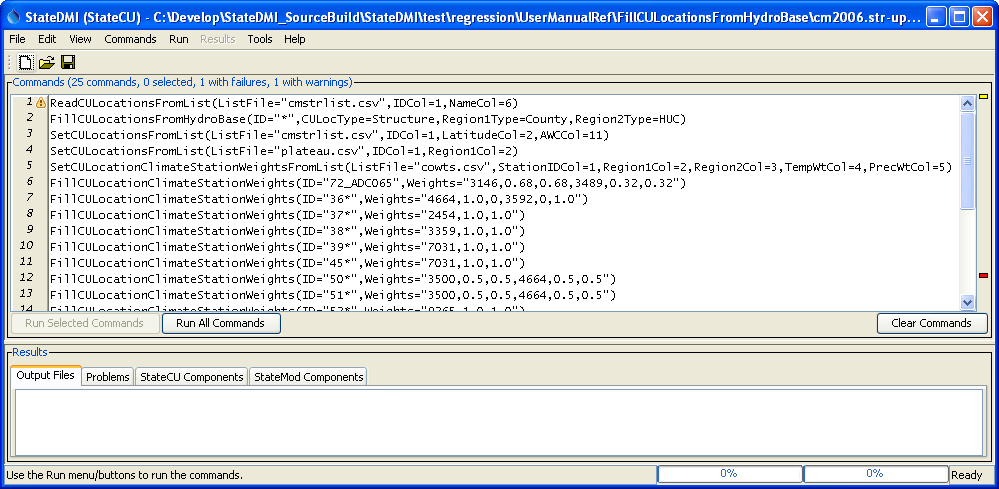 StateDMI (StateCU) - C:\Develop\StateDMI_SourceBuild\StateDMI\test\regression\UserManualRef\FillCULocationsFromHydroBase\cm2006.str-up...
File Edit View Commands Run Results Tools Help
Commands (25 commands, 0 selected, 1 with failures, 1 with warnings)
1 ReadCULocationsFromList(ListFile="cmstrlist.csv",IDCol=1,NameCol=6)
2 FillCULocationsFromHydroBase(ID="*",CULocType=Structure,Region1Type=County,Region2Type=HUC)
3 SetCULocationsFromList(ListFile="cmstrlist.csv",IDCol=1,LatitudeCol=2,AWCCol=11)
4 SetCULocationsFromList(ListFile="plateau.csv",IDCol=1,Region1Col=2)
5 SetCULocationClimateStationWeightsFromList(ListFile="cowts.csv",StationIDCol=1,Region1Col=2,Region2Col=3,TempWtCol=4,PrecWtCol=5)
6 FillCULocationClimateStationWeights(ID="72_ADC065",Weights="3146,0.68,0.68,3489,0.32,0.32")
7 FillCULocationClimateStationWeights(ID="36*",Weights="4664,1.0,0,3592,0,1.0")
8 FillCULocationClimateStationWeights(ID="37*",Weights="2454,1.0,1.0")
9 FillCULocationClimateStationWeights(ID="38*",Weights="3359,1.0,1.0")
10 FillCULocationClimateStationWeights(ID="39*",Weights="7031,1.0,1.0")
11 FillCULocationClimateStationWeights(ID="45*",Weights="7031,1.0,1.0")
12 FillCULocationClimateStationWeights(ID="50*",Weights="3500,0.5,0.5,4664,0.5,0.5")
13 FillCULocationClimateStationWeights(ID="51*",Weights="3500,0.5,0.5,4664,0.5,0.5")
14 FillCULocationClimateStationWeights(ID="52*",Weights="9265,1.0,1.0")
Run Selected Commands Run All Commands Clear Commands
Results
Output Files Problems StateCU Components StateMod Components
Use the Run menu/buttons to run the commands. 0% 0% Ready